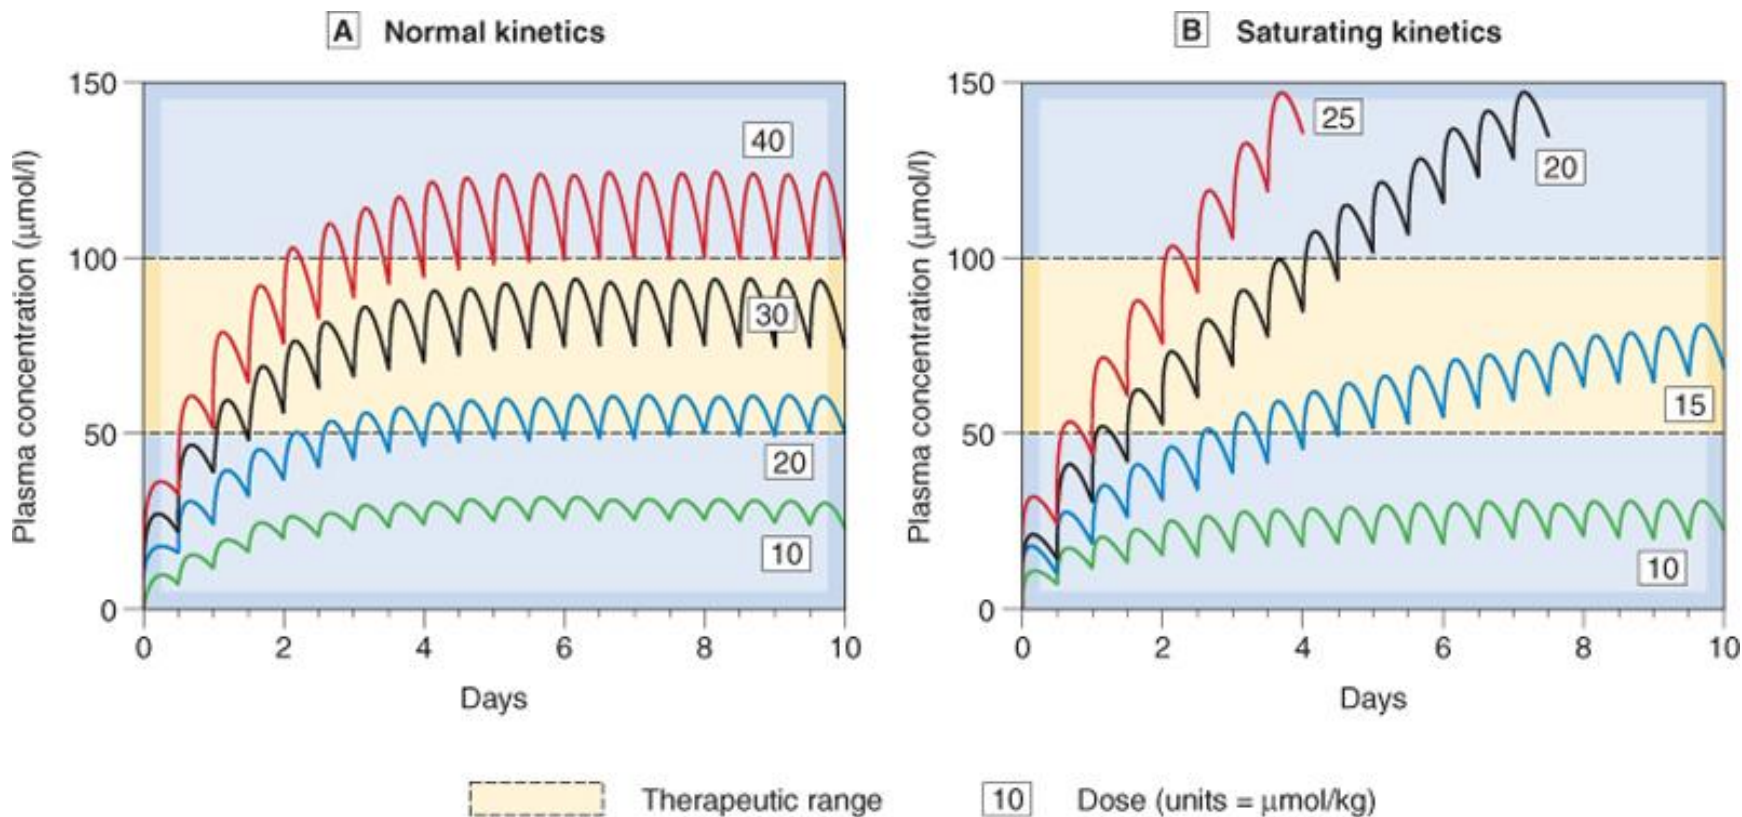 A Normal kinetics
Plasma concentration (μmol/l)
150
100
50
0
40
30
20
10
0 2 4 6 8 10
Days
B Saturating kinetics
Plasma concentration (μmol/l)
150
100
50
0
25
20
15
10
0 2 4 6 8 10
Days
Therapeutic range
10 Dose (units = μmol/kg)